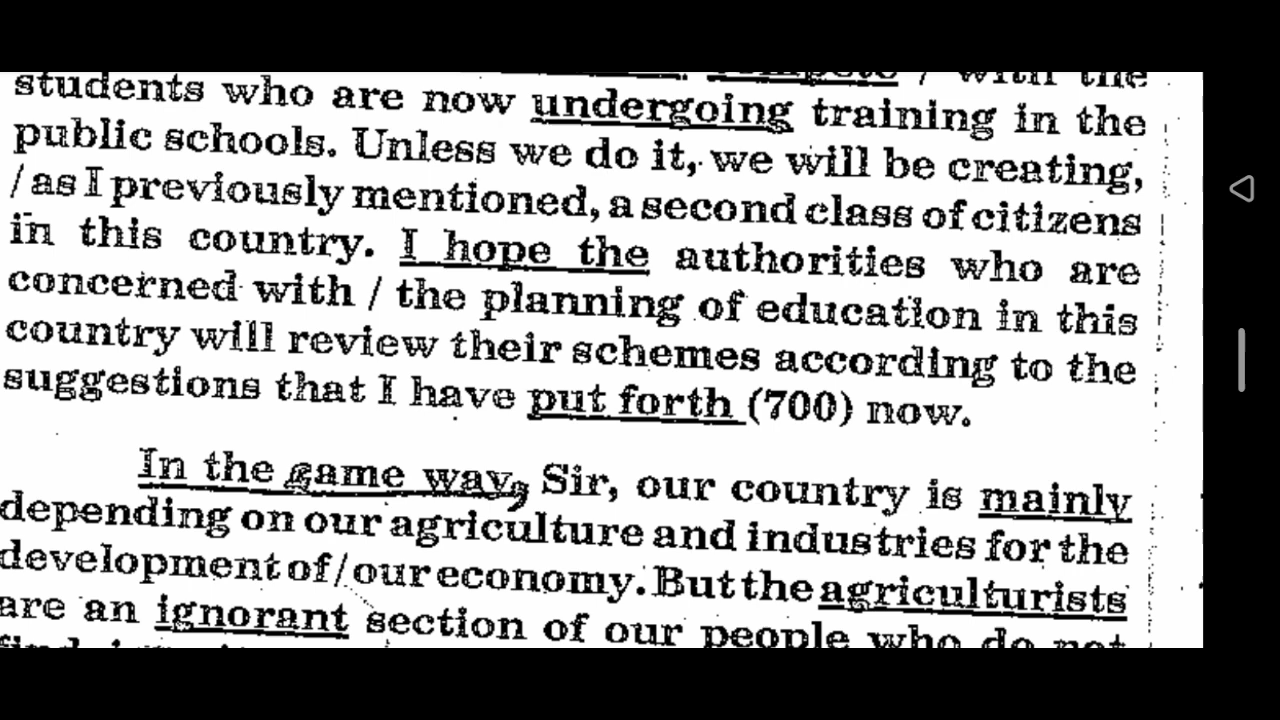 compete / with the
students who are now undergoing training in the
public schools. Unless we do it, we will be creating,
/ as I previously mentioned, a second class of citizens
in this country. I hope the authorities who are
concerned with / the planning of education in this
country will review their schemes according to the
suggestions that I have put forth (700) now.
In the same way, Sir, our country is mainly
depending on our agriculture and industries for the
development of / our economy. But the agriculturists
are an ignorant section of our people who do not
find